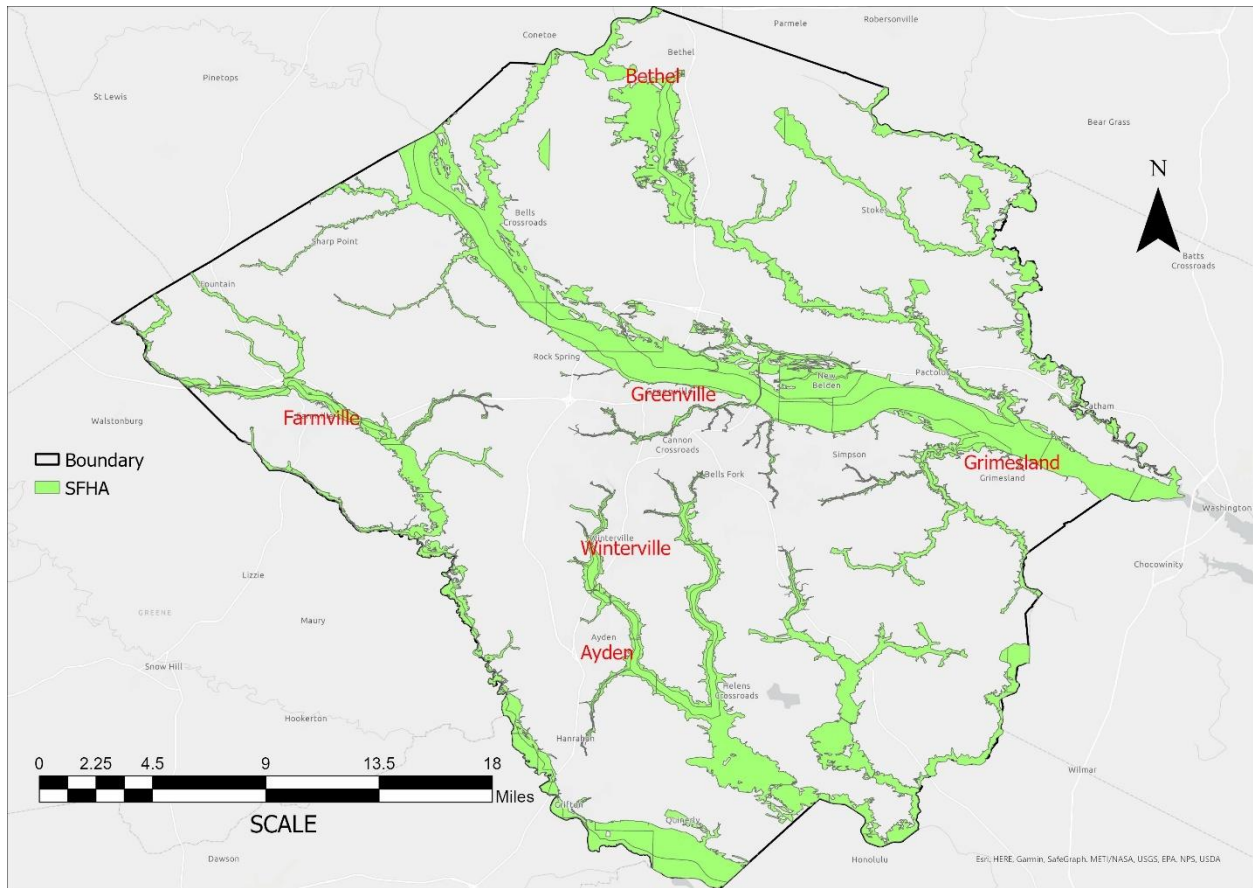 Robersonville
Parmele
Conetoe
Bethel
Bethel
Pinetops
St Lewis
Bear Grass
N
Stokes
Bells
Crossroads
Sharp Point
Batts
Crossroads
Fountain
Rock Spring
New
Belden
Pactolus
Greenville
Latham
Farmville
Walstonburg
Cannon
Crossroads
Simpson
Boundary
SFHA
Grimesland
Grimesland
Bells Fork
Washington
Winterville
Winterville
Chocowinity
Lizzie
GREENE
Maury
Ayden
Ayden
Snow Hill
Helens
Crossroads
Hookerton
Hanrahan
0 2.25 4.5 9 13.5 18
Miles
SCALE
Wilmar
Grifton
Quinerly
Dawson
Honolulu
Esri, HERE, Garmin, SafeGraph, METI/NASA, USGS, EPA, NPS, USDA